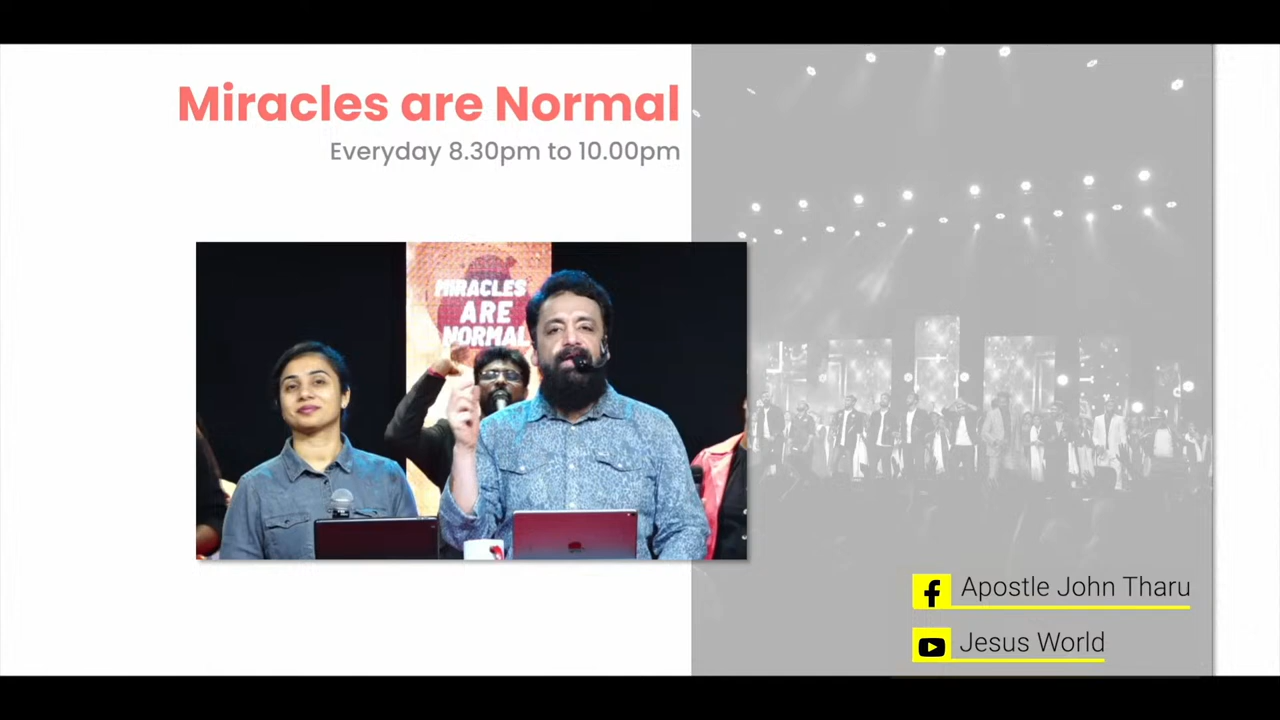 Miracles are Normal
Everyday 8.30pm to 10.00pm
MIRACLES
ARE
NORMAL
Apostle John Tharu
Jesus World